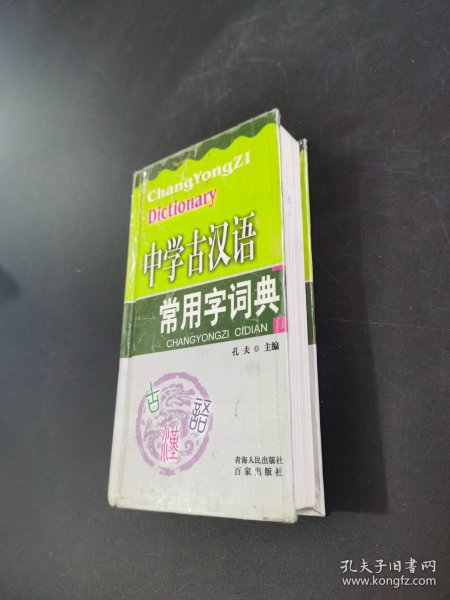 ChangYongZI
Dictionary
中学古汉语
常用字词典
CHANGYONGZI CIDIAN
孔夫 主编
古
漢
語
青海人民出版社
百家出版社
孔夫子旧书网
www.kongfz.com